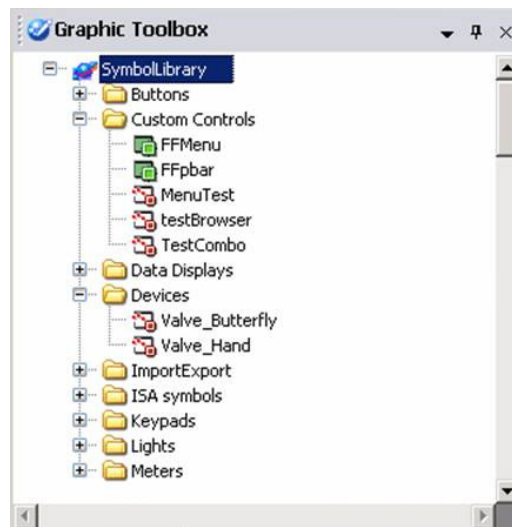 Graphic Toolbox
SymbolLibrary
Buttons
Custom Controls
FFMenu
FFpbar
MenuTest
testBrowser
TestCombo
Data Displays
Devices
Valve_Butterfly
Valve_Hand
ImportExport
ISA symbols
Keypads
Lights
Meters